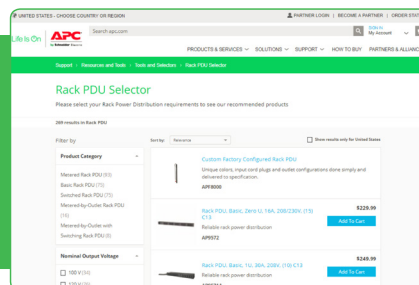 UNITED STATES - CHOOSE COUNTRY OR REGION
PARTNER LOGIN | BECOME A PARTNER | ORDER STAT
Life Is On
APC
by Schneider Electric
Search apc.com
SIGN IN
My Account
PRODUCTS & SERVICES SOLUTIONS SUPPORT HOW TO BUY PARTNERS & ALLIANC
Support Resources and Tools Tools and Selectors Rack PDU Selector
Rack PDU Selector
Please select your Rack Power Distribution requirements to see our recommended products
289 results in Rack PDU
Filter by
Sort by: Relevance
Show results only for United States
Product Category
Metered Rack PDU (93)
Basic Rack PDU (72)
Switched Rack PDU (75)
Metered-by-Outlet Rack PDU
(16)
Metered-by-Outlet with
Switching Rack PDU (8)
Nominal Output Voltage
100 V (34)
Custom Factory Configured Rack PDU
Unique colors, input cord plugs and outlet configurations done simply and
delivered to specification.
APF8000
Rack PDU, Basic, Zero U, 16A, 208/230V, (15)
C13
Reliable rack power distribution
AP9572
$229.99
Add To Cart
Rack PDU, Basic, 1U, 30A, 208V, (10) C13
Reliable rack power distribution
$249.99
Add To Cart